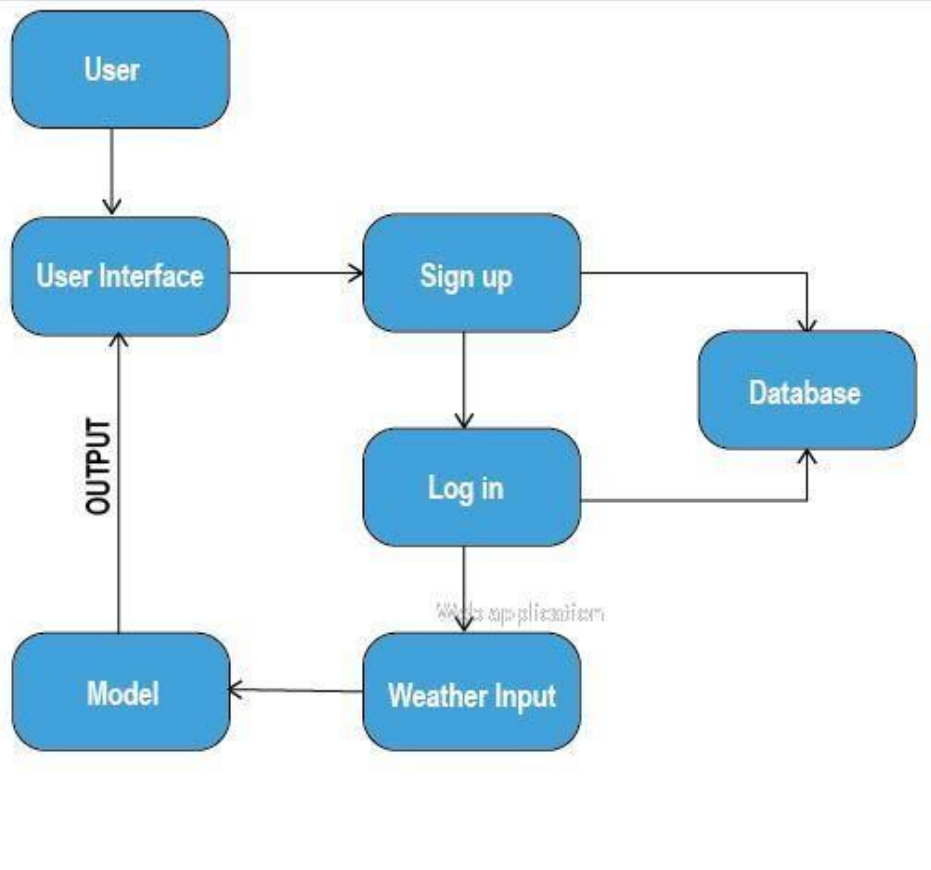 User
User Interface
Sign up
Database
OUTPUT
Log in
Web application
Model
Weather Input